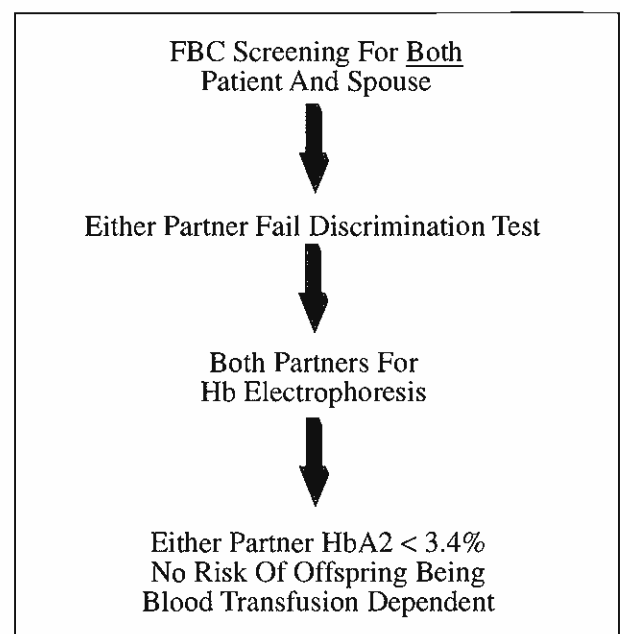 FBC Screening For Both
Patient And Spouse
Either Partner Fail Discrimination Test
Both Partners For
Hb Electrophoresis
Either Partner HbA2 < 3.4%
No Risk Of Offspring Being
Blood Transfusion Dependent